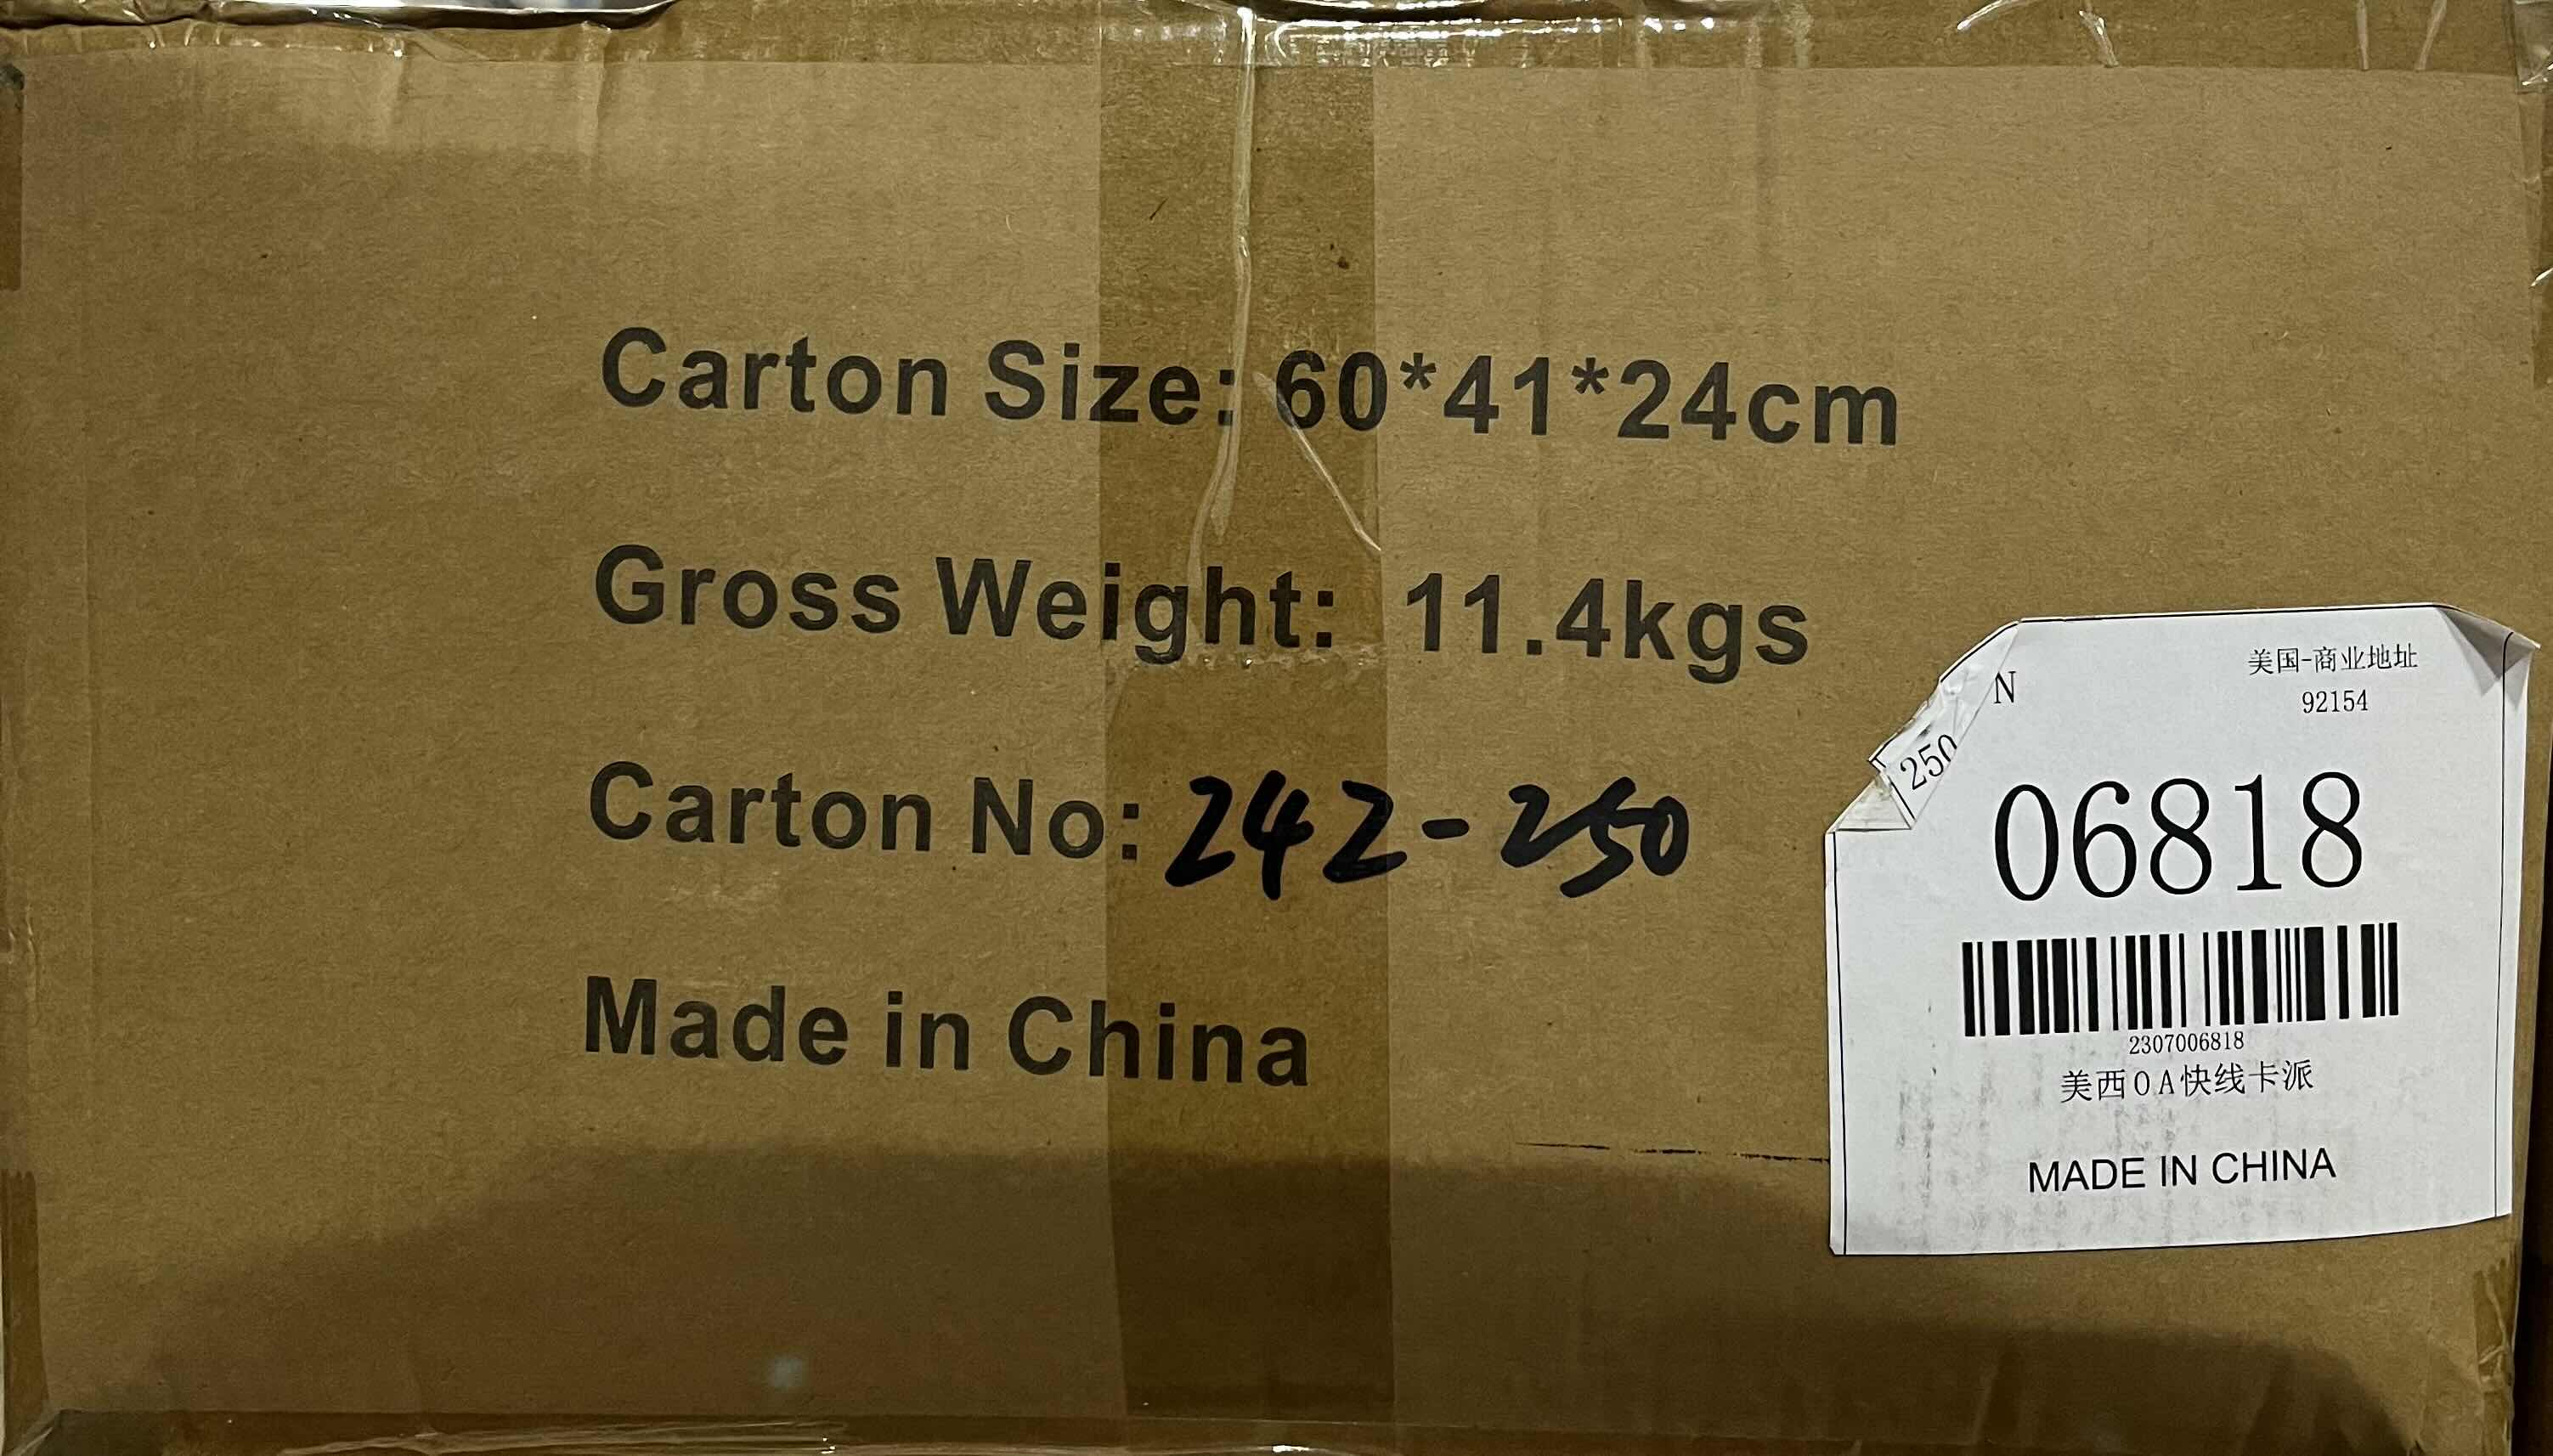 Carton Size: 60*41*24cm
Gross Weight: 11.4kgs
Carton No: 242-250
Made in China
N
美国-商业地址
92154
250
06818
2307006818
美西OA快线卡派
MADE IN CHINA